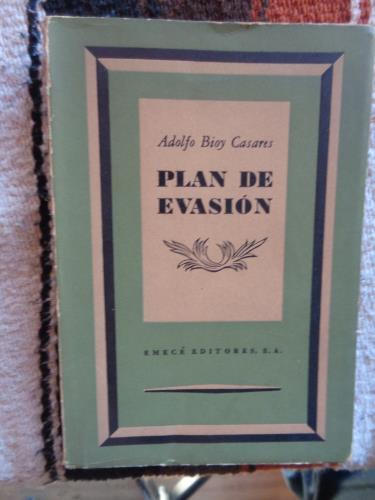 Adolfo Bioy Casares
PLAN DE
EVASIÓN
EMECÉ EDITORES, S.A.